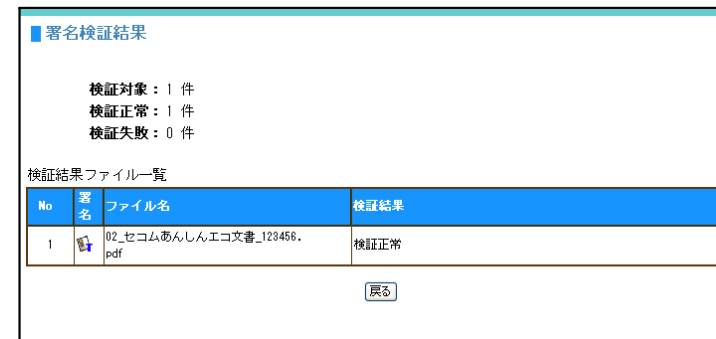 署名検証結果
検証対象：1 件
検証正常：1 件
検証失敗：0 件
検証結果ファイル一覧
No 署名 ファイル名 検証結果
1 02_セコムあんしんエコ文書_123456. 検証正常
pdf
戻る